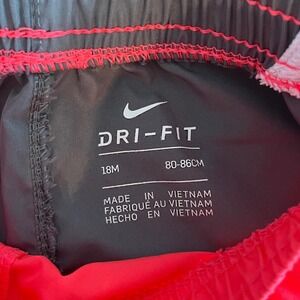 DRI-FIT
18M 80-86CM
MADE IN VIETNAM
FABRIQUÉ AU VIETNAM
HECHO EN VIETNAM